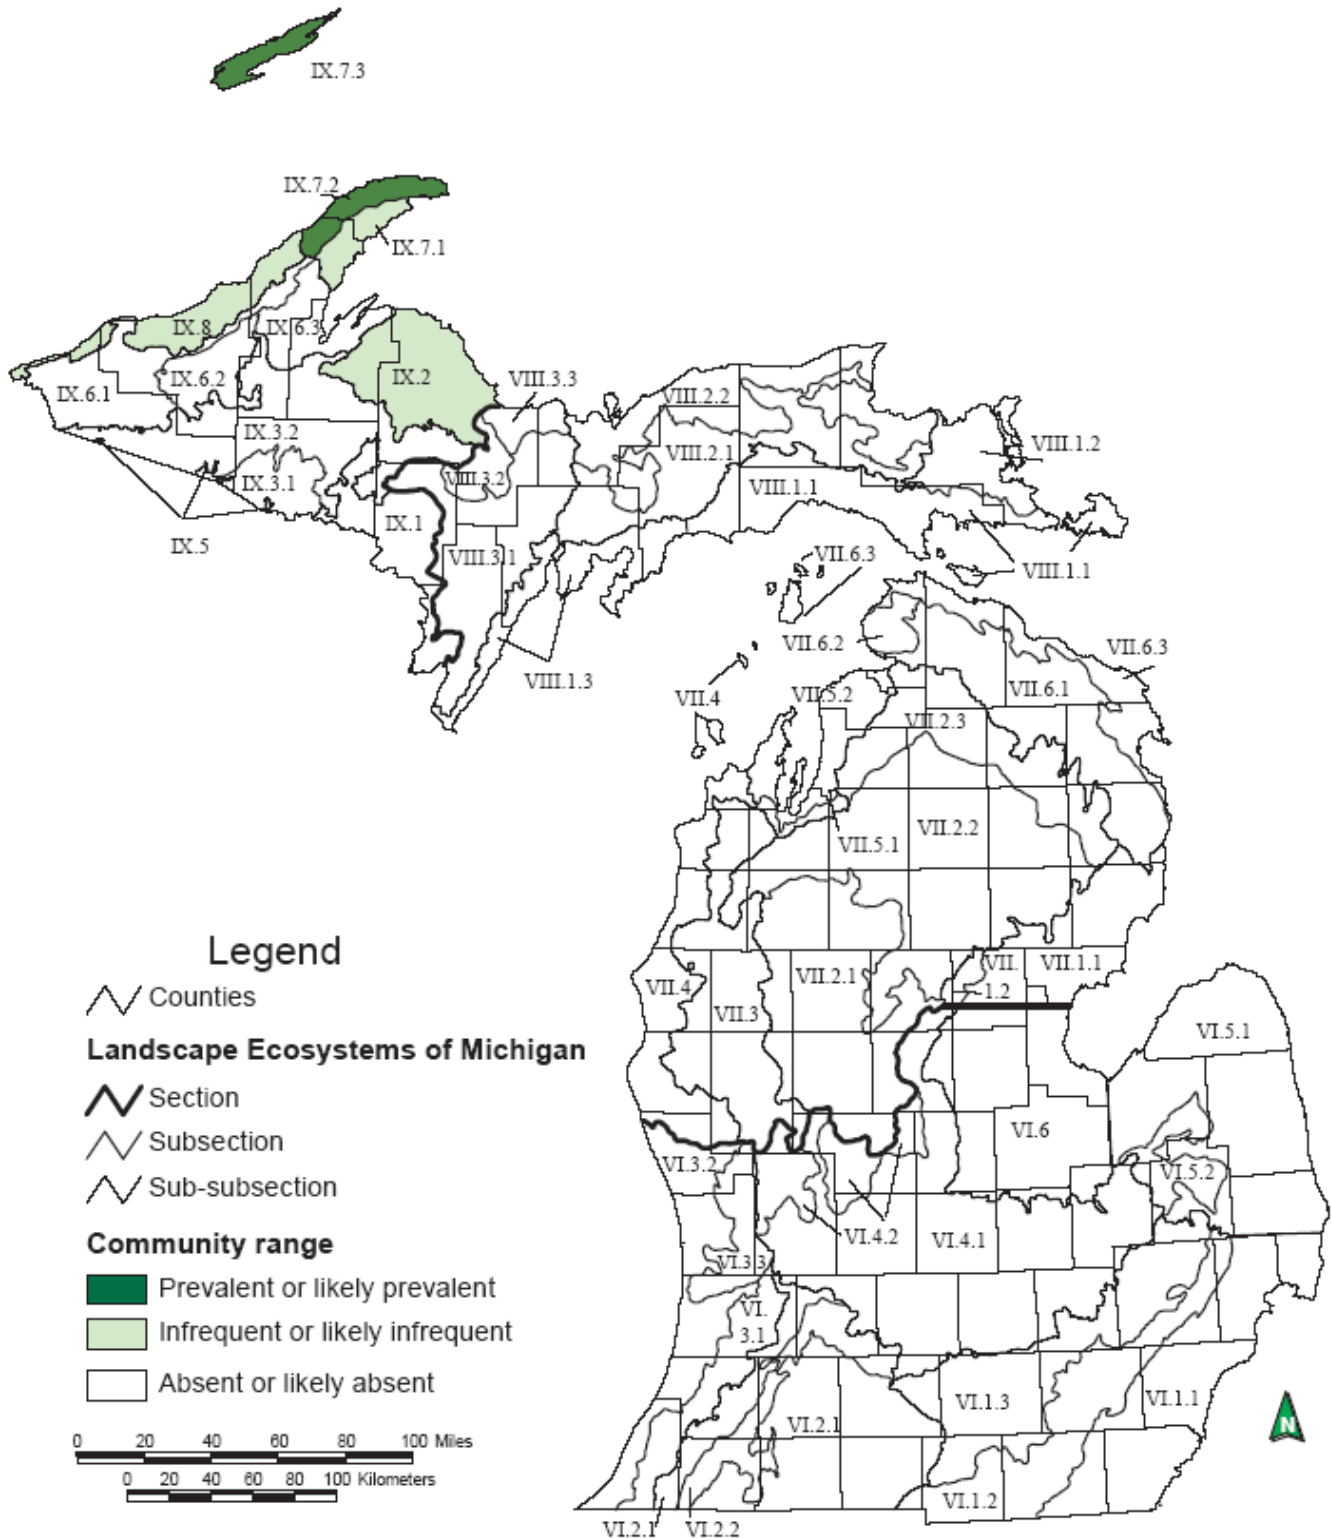 IX.7.3
IX.7.2
IX.7.1
IX.8
IX.6.3
IX.6.2
IX.2
IX.6.1
VIII.3.3
VIII.2.2
IX.3.2
VIII.2.1
VIII.1.2
IX.3.1
VIII.3.2
VIII.1.1
IX.1
IX.5
VIII.3.1
VII.6.3
VIII.1.1
VII.6.2
VII.6.3
VIII.1.3
VII.4
VII.5.2
VII.6.1
VII.2.3
VII.5.1
VII.2.2
VII.4
VII.3
VII.2.1
VII.
1.2
VII.1.1
VI.5.1
VI.6
VI.3.2
VI.5.2
VI.4.2
VI.4.1
VI.3.3
VI.
3.1
VI.2.1
VI.1.3
VI.1.1
VI.1.2
VI.2.1
VI.2.2
Legend
Counties
Landscape Ecosystems of Michigan
Section
Subsection
Sub-subsection
Community range
Prevalent or likely prevalent
Infrequent or likely infrequent
Absent or likely absent
0 20 40 60 80 100 Miles
0 20 40 60 80 100 Kilometers
N